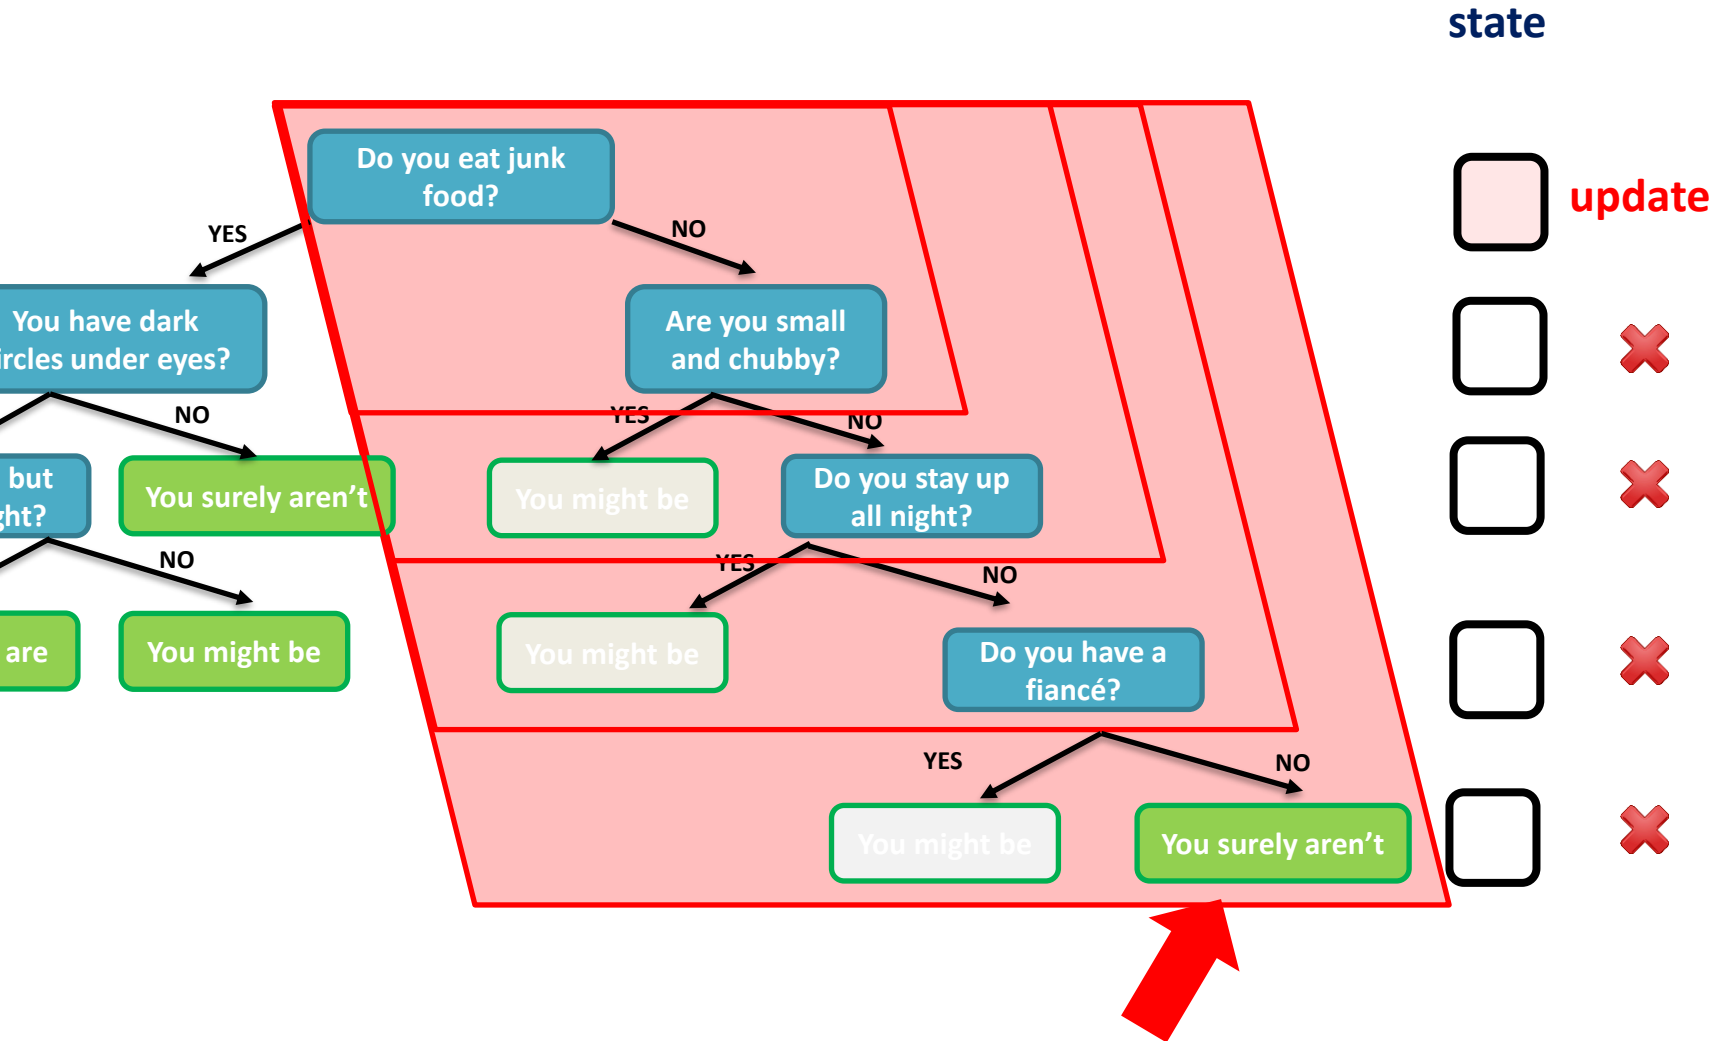 state
Do you eat junk
food?
update
YES
NO
You have dark
ircles under eyes?
Are you small
and chubby?
NO
YES
NO
but
ght?
You surely aren't
You might be
Do you stay up
all night?
NO
YES
NO
are
You might be
You might be
Do you have a
fiancé?
YES
NO
You might be
You surely aren't